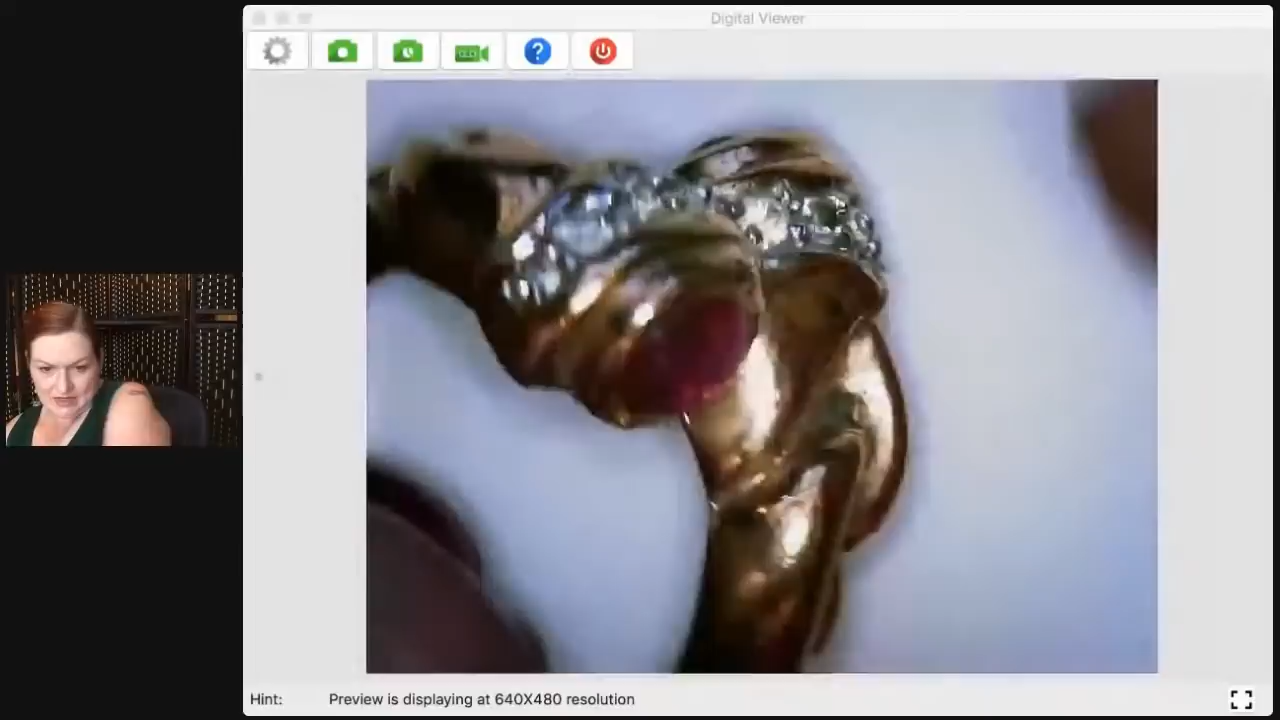 Digital Viewer
Hint: Preview is displaying at 640X480 resolution